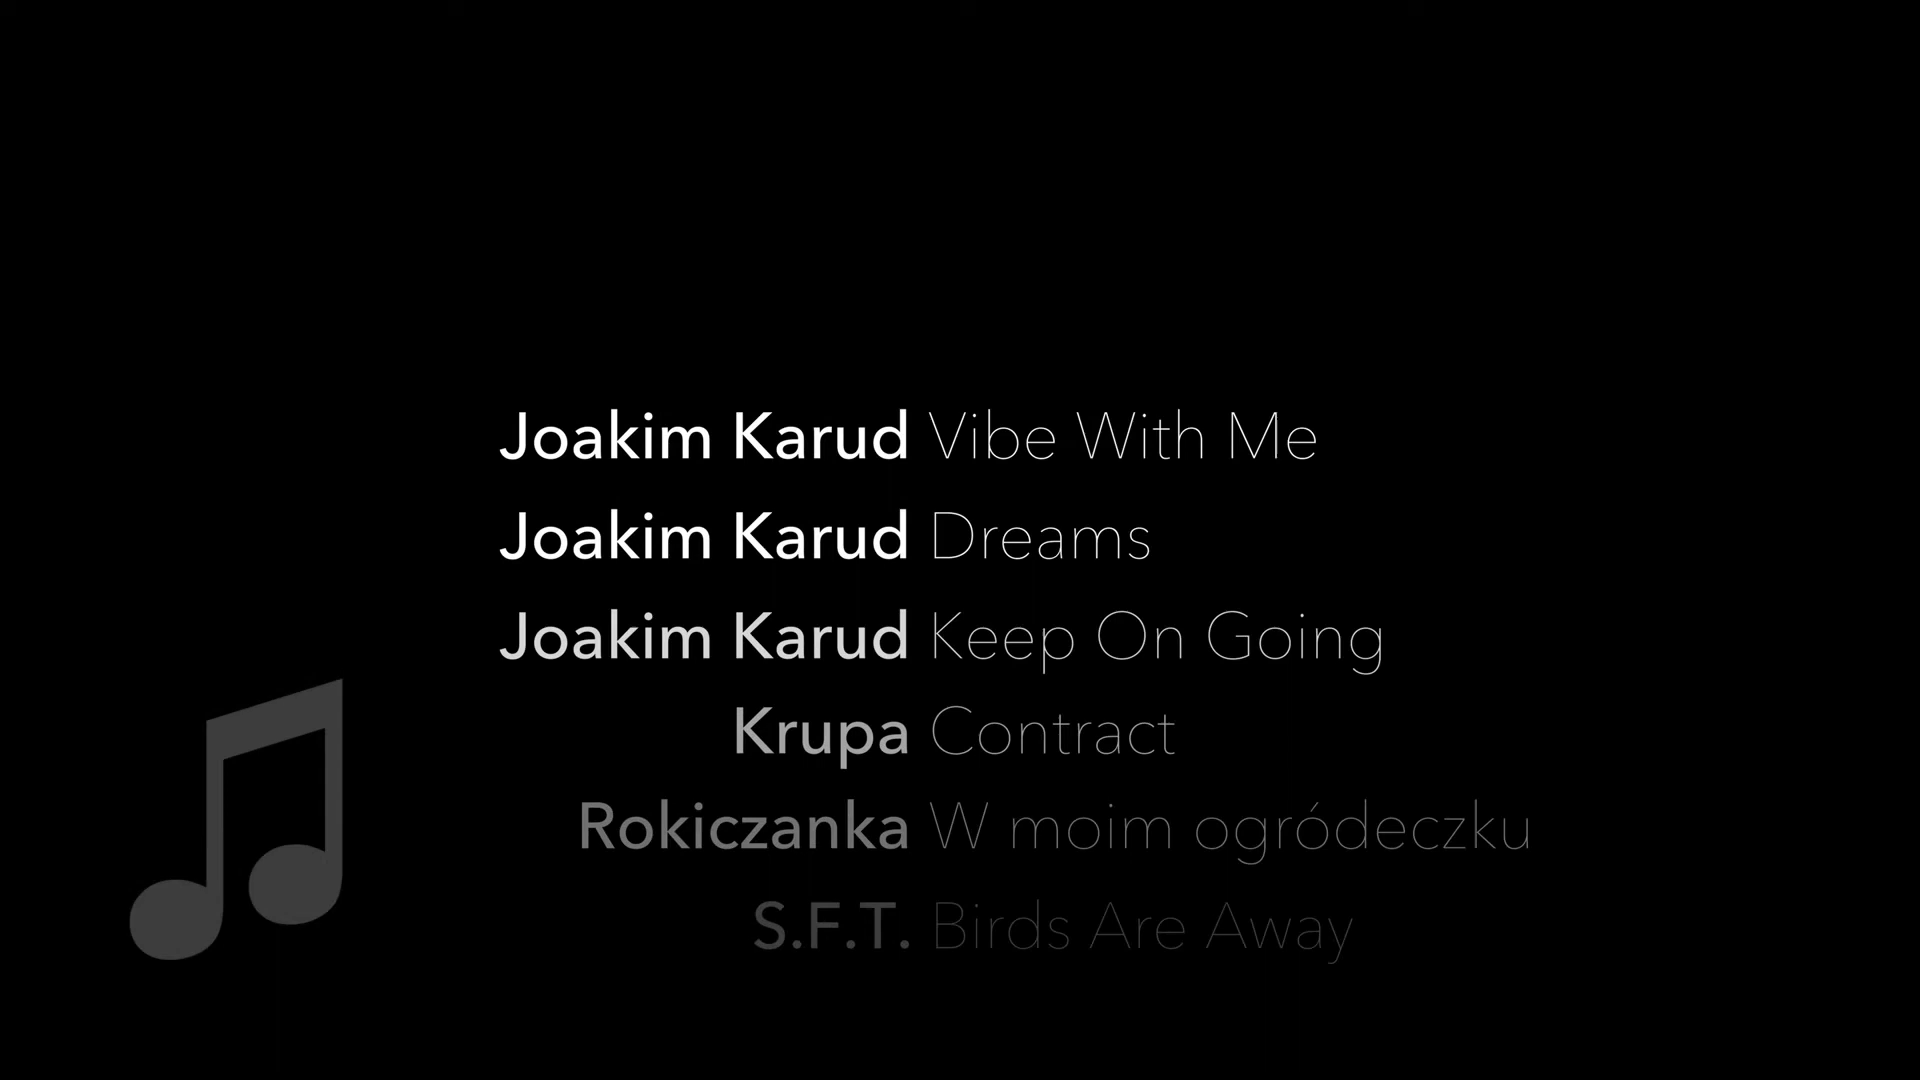 Joakim Karud Vibe With Me
Joakim Karud Dreams
Joakim Karud Keep On Going
Krupa Contract
Rokiczanka W moim ogródeczku
S.F.T. Birds Are Away